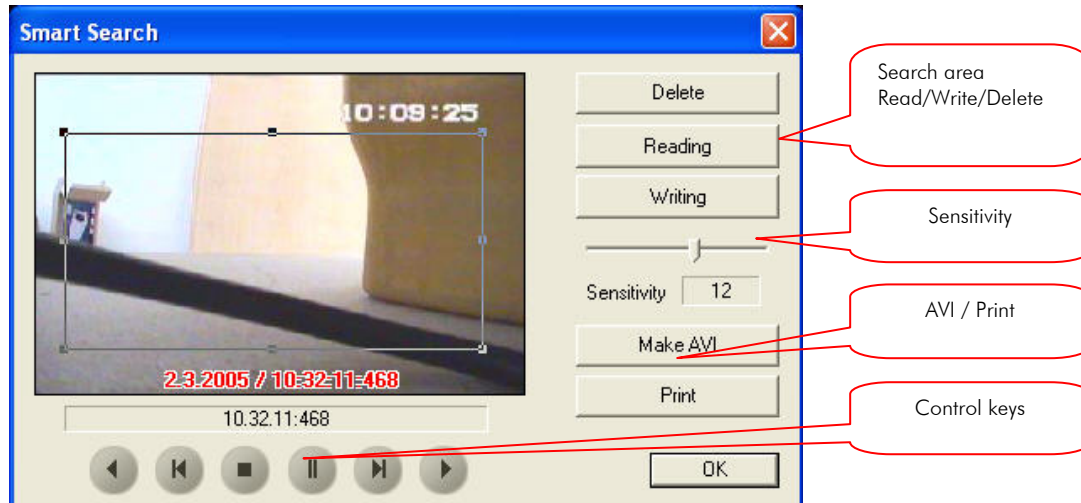 Smart Search
10:09:25
2.3.2005 / 10:32:11:468
10.32.11:468
Delete
Reading
Writing
Sensitivity 12
Make AVI
Print
OK
Search area
Read/Write/Delete
Sensitivity
AVI / Print
Control keys